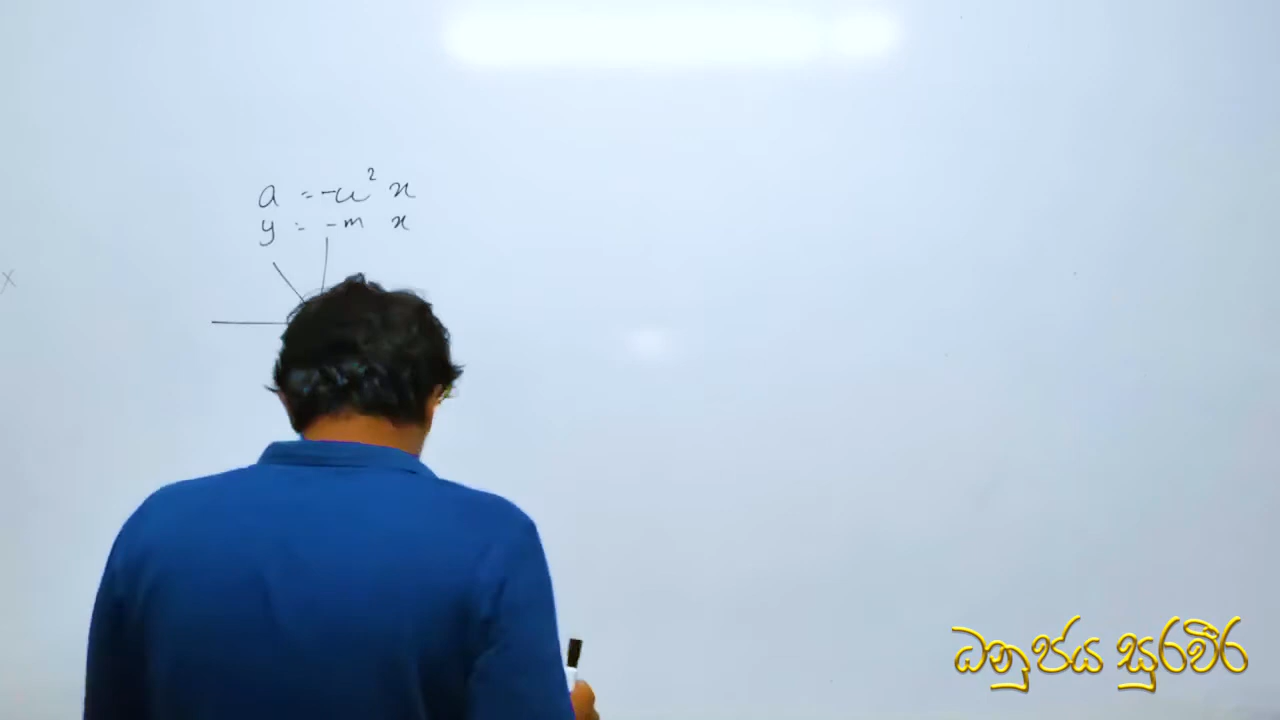 a = -ω² x
y = -m x
x
ධනුජය සුරවීර